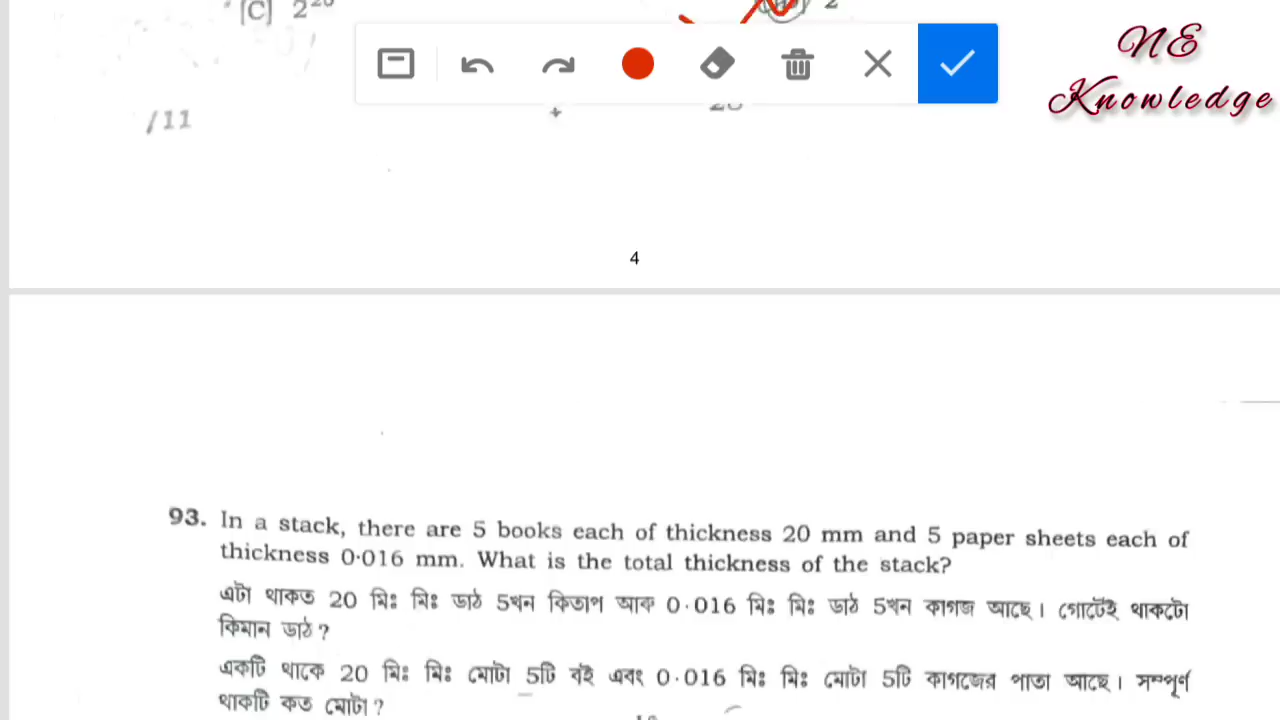 [C] 2²⁰
2
NE
Knowledge
/11
4
93. In a stack, there are 5 books each of thickness 20 mm and 5 paper sheets each of
thickness 0·016 mm. What is the total thickness of the stack?
এটা থাকত 20 মিঃ মিঃ ডাঠ 5খন কিতাপ আৰু 0·016 মিঃ মিঃ ডাঠ 5খন কাগজ আছে। গোটেই থাকটো
কিমান ডাঠ?
একটি থাকে 20 মিঃ মিঃ মোটা 5টি বই এবং 0·016 মিঃ মিঃ মোটা 5টি কাগজের পাতা আছে। সম্পূর্ণ
থাকটি কত মোটা?